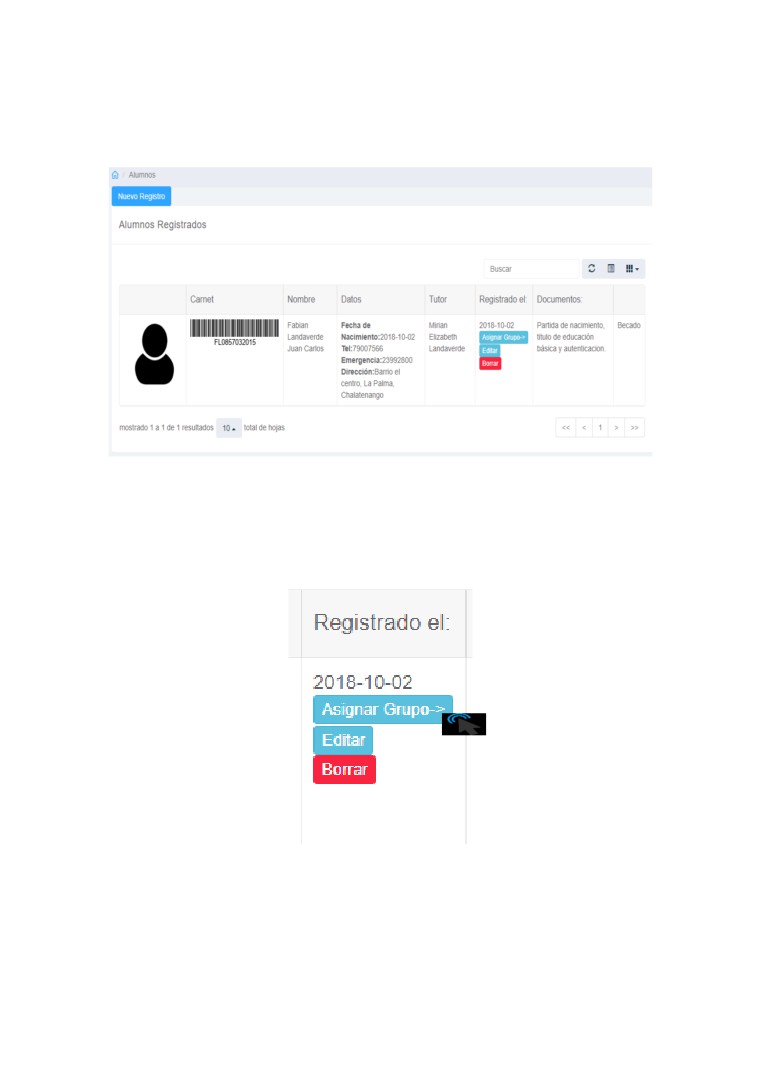 Alumnos
Nuevo Registro
Alumnos Registrados
Buscar
Carnet
Nombre
Datos
Tutor
Registrado el:
Documentos:
FL0857032015
Fabian
Landaverde
Juan Carlos
Fecha de
Nacimiento:2018-10-02
Tel:79007566
Emergencia:23992800
Dirección:Barrio el
centro, La Palma,
Chalatenango
Mirian
Elizabeth
Landaverde
2018-10-02
Asignar Grupo->
Editar
Borrar
Partida de nacimiento,
titulo de educación
básica y autenticacion.
Becado
mostrado 1 a 1 de 1 resultados 10 total de hojas
<< < 1 > >>
Registrado el:
2018-10-02
Asignar Grupo->
Editar
Borrar